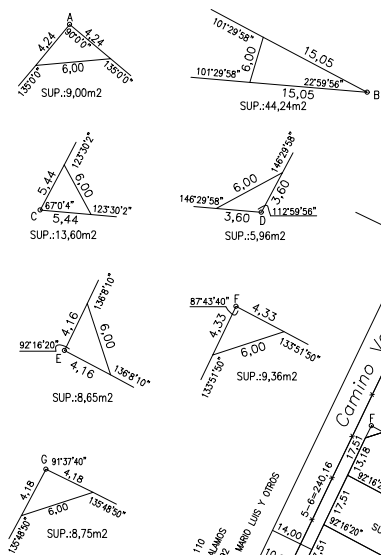 A
4,24
4,24
90°0'0"
6,00
135°0'0"
135°0'0"
SUP.:9,00m2
101°29'58"
15,05
6,00
101°29'58"
22°59'56"
15,05
B
SUP.:44,24m2
123°30'2"
5,44
6,00
67°0'4"
C
5,44
123°30'2"
SUP.:13,60m2
146°29'58"
6,00
3,60
146°29'58"
3,60
D
112°59'56"
SUP.:5,96m2
136°8'10"
4,16
6,00
92°16'20"
E
4,16
136°8'10"
SUP.:8,65m2
87°43'40"
F
4,33
4,33
6,00
133°51'50"
133°51'50"
SUP.:9,36m2
G
91°37'40"
4,18
4,18
6,00
135°48'50"
135°48'50"
SUP.:8,75m2
Camino
F
17,51
13,18
5-6=240,16
92°16'20"
17,51
14,00
MARIO LUIS Y OTROS
110